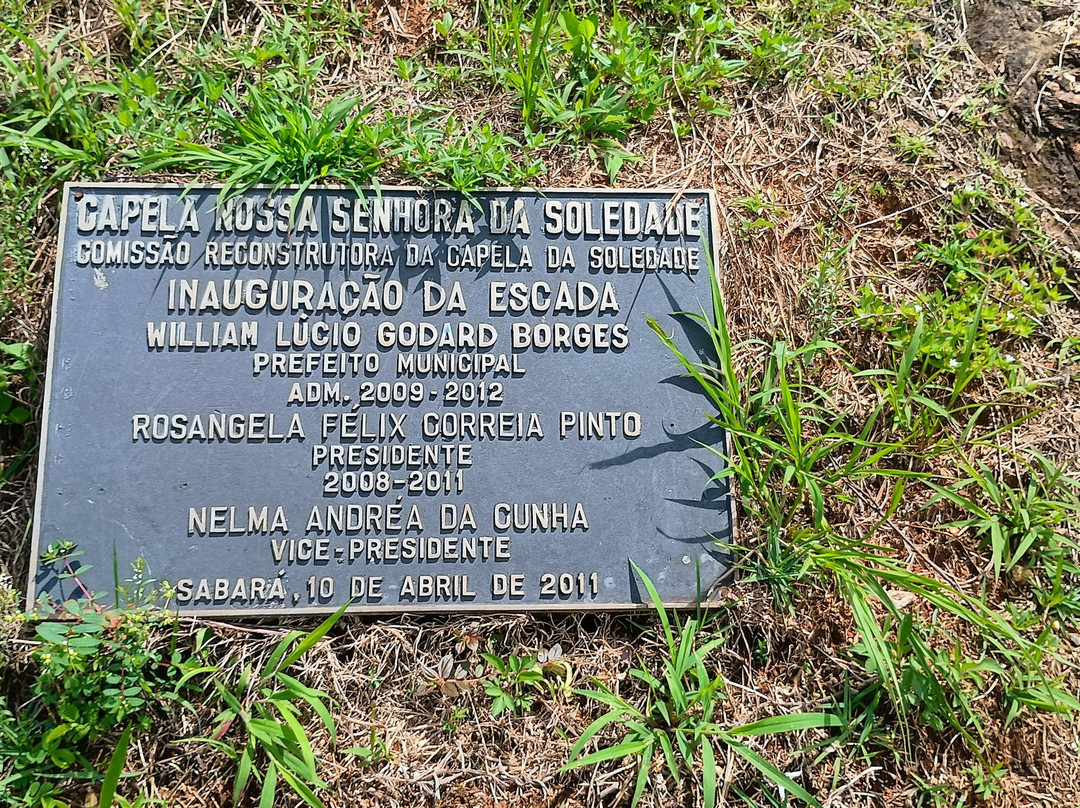 CAPELA NOSSA SENHORA DA SOLEDADE
COMISSÃO RECONSTRUTORA DA CAPELA DA SOLEDADE
INAUGURAÇÃO DA ESCADA
WILLIAM LÚCIO GODARD BORGES
PREFEITO MUNICIPAL
ADM. 2009-2012
ROSANGELA FÉLIX CORREIA PINTO
PRESIDENTE
2008-2011
NELMA ANDRÉA DA CUNHA
VICE-PRESIDENTE
SABARÁ, 10 DE ABRIL DE 2011